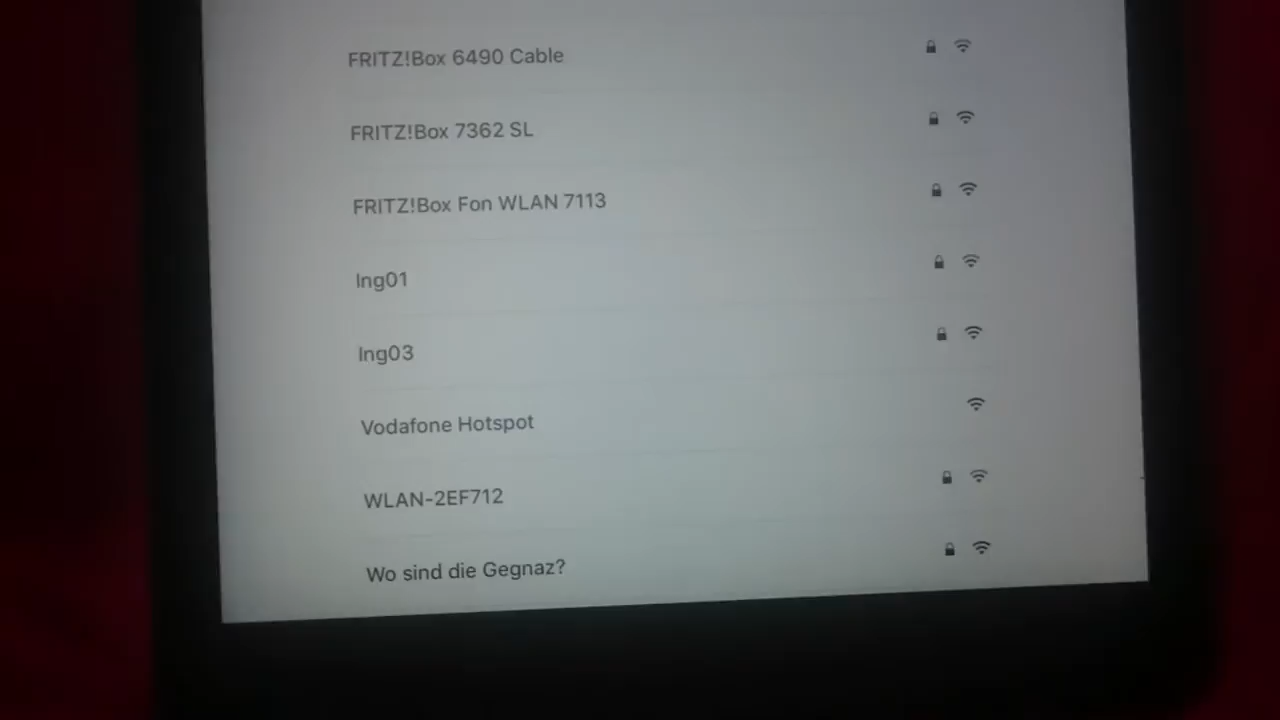 FRITZ!Box 6490 Cable
FRITZ!Box 7362 SL
FRITZ!Box Fon WLAN 7113
Ing01
Ing03
Vodafone Hotspot
WLAN-2EF712
Wo sind die Gegnaz?